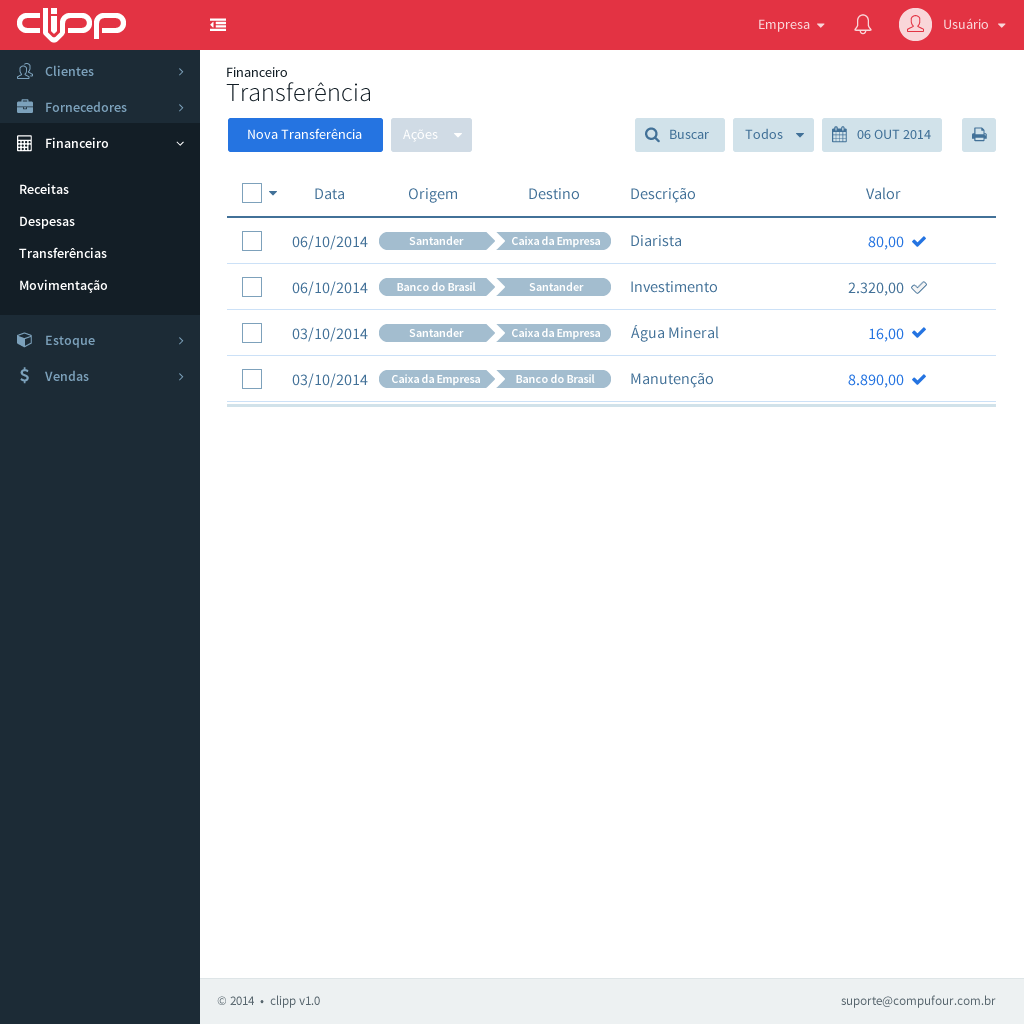 clipp
Empresa
Usuário
Clientes
Fornecedores
Financeiro
Receitas
Despesas
Transferências
Movimentação
Estoque
Vendas
Financeiro
Transferência
Nova Transferência Ações Buscar Todos 06 OUT 2014
Data Origem Destino Descrição Valor
06/10/2014 Santander Caixa da Empresa Diarista 80,00
06/10/2014 Banco do Brasil Santander Investimento 2.320,00
03/10/2014 Santander Caixa da Empresa Água Mineral 16,00
03/10/2014 Caixa da Empresa Banco do Brasil Manutenção 8.890,00
© 2014 • clipp v1.0
suporte@compufour.com.br